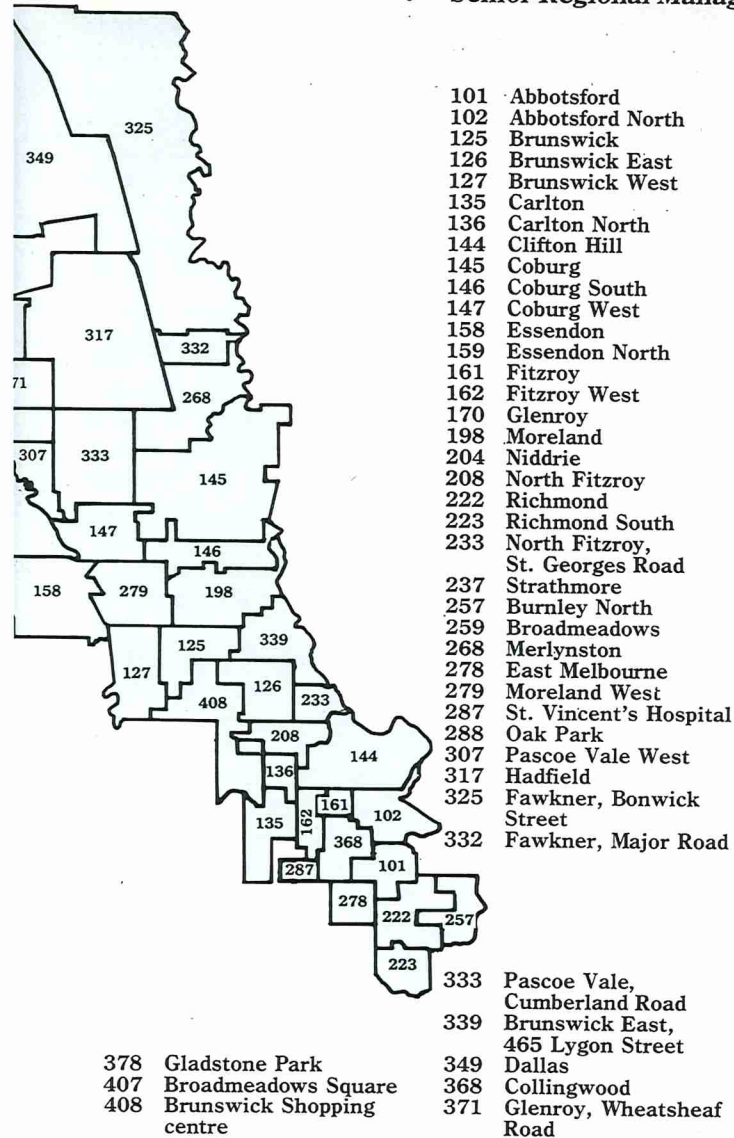 Senior Regional
325
349
317
332
71
268
307
333
145
147
146
158
279
198
125
339
127
126
408
233
208
144
136
161
135
162
102
368
287
101
278
222
257
223
101 Abbotsford
102 Abbotsford North
125 Brunswick
126 Brunswick East
127 Brunswick West
135 Carlton
136 Carlton North
144 Clifton Hill
145 Coburg
146 Coburg South
147 Coburg West
158 Essendon
159 Essendon North
161 Fitzroy
162 Fitzroy West
170 Glenroy
198 Moreland
204 Niddrie
208 North Fitzroy
222 Richmond
223 Richmond South
233 North Fitzroy,
St. Georges Road
237 Strathmore
257 Burnley North
259 Broadmeadows
268 Merlynston
278 East Melbourne
279 Moreland West
287 St. Vincent's Hospital
288 Oak Park
307 Pascoe Vale West
317 Hadfield
325 Fawkner, Bonwick
Street
332 Fawkner, Major Road
333 Pascoe Vale,
Cumberland Road
339 Brunswick East,
465 Lygon Street
349 Dallas
368 Collingwood
371 Glenroy, Wheatsheaf
Road
378 Gladstone Park
407 Broadmeadows Square
408 Brunswick Shopping
centre